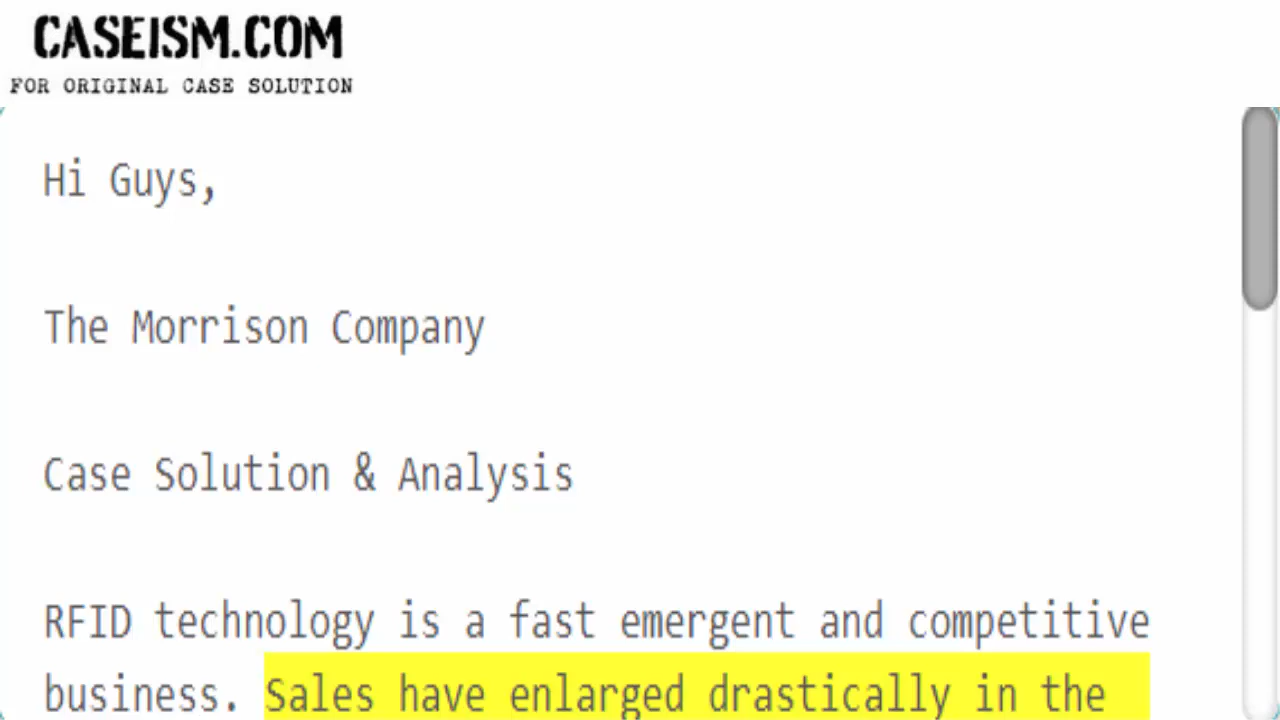 CASEISM.COM
FOR ORIGINAL CASE SOLUTION
Hi Guys,
The Morrison Company
Case Solution & Analysis
RFID technology is a fast emergent and competitive
business. Sales have enlarged drastically in the